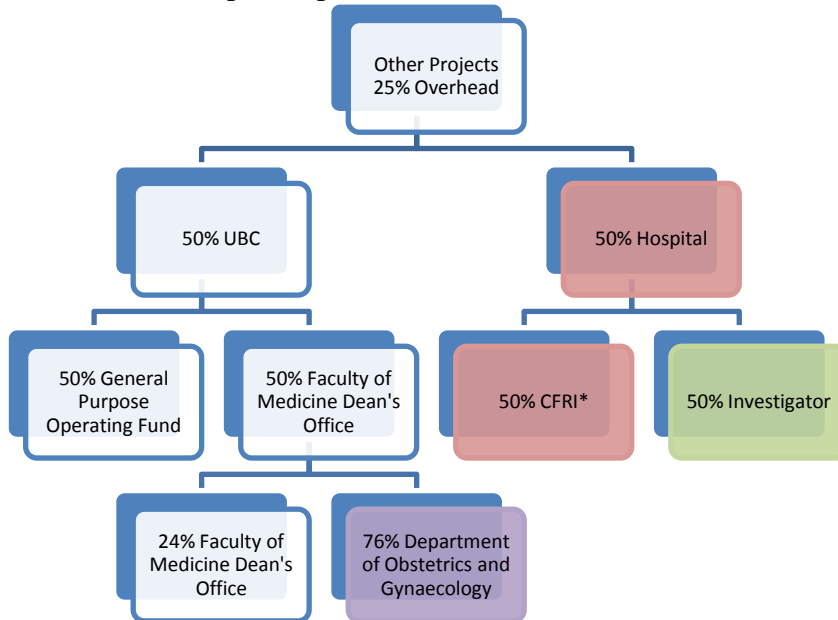 Other Projects
25% Overhead
50% UBC
50% Hospital
50% General
Purpose
Operating Fund
50% Faculty of
Medicine Dean's
Office
50% CFRI*
50% Investigator
24% Faculty of
Medicine Dean's
Office
76% Department
of Obstetrics and
Gynaecology